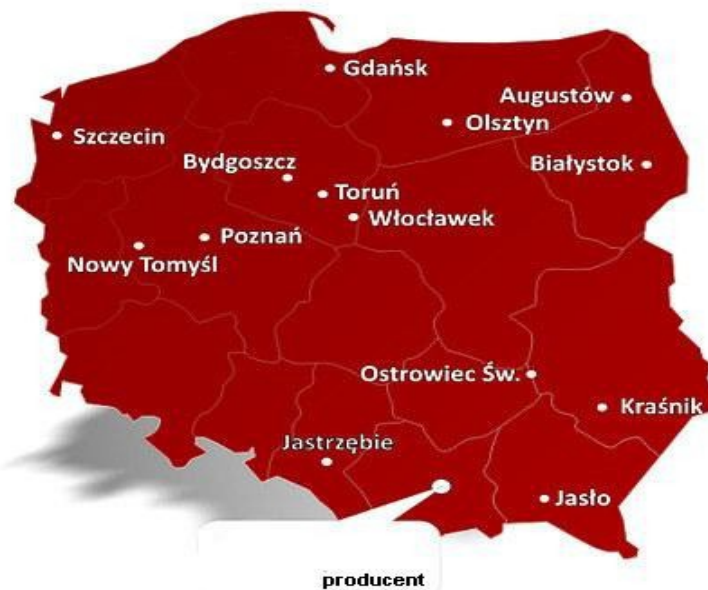 Gdańsk
Augustów
Olsztyn
Szczecin
Bydgoszcz
Białystok
Toruń
Włocławek
Poznań
Nowy Tomyśl
Ostrowiec Św.
Kraśnik
Jastrzębie
Jasło
producent